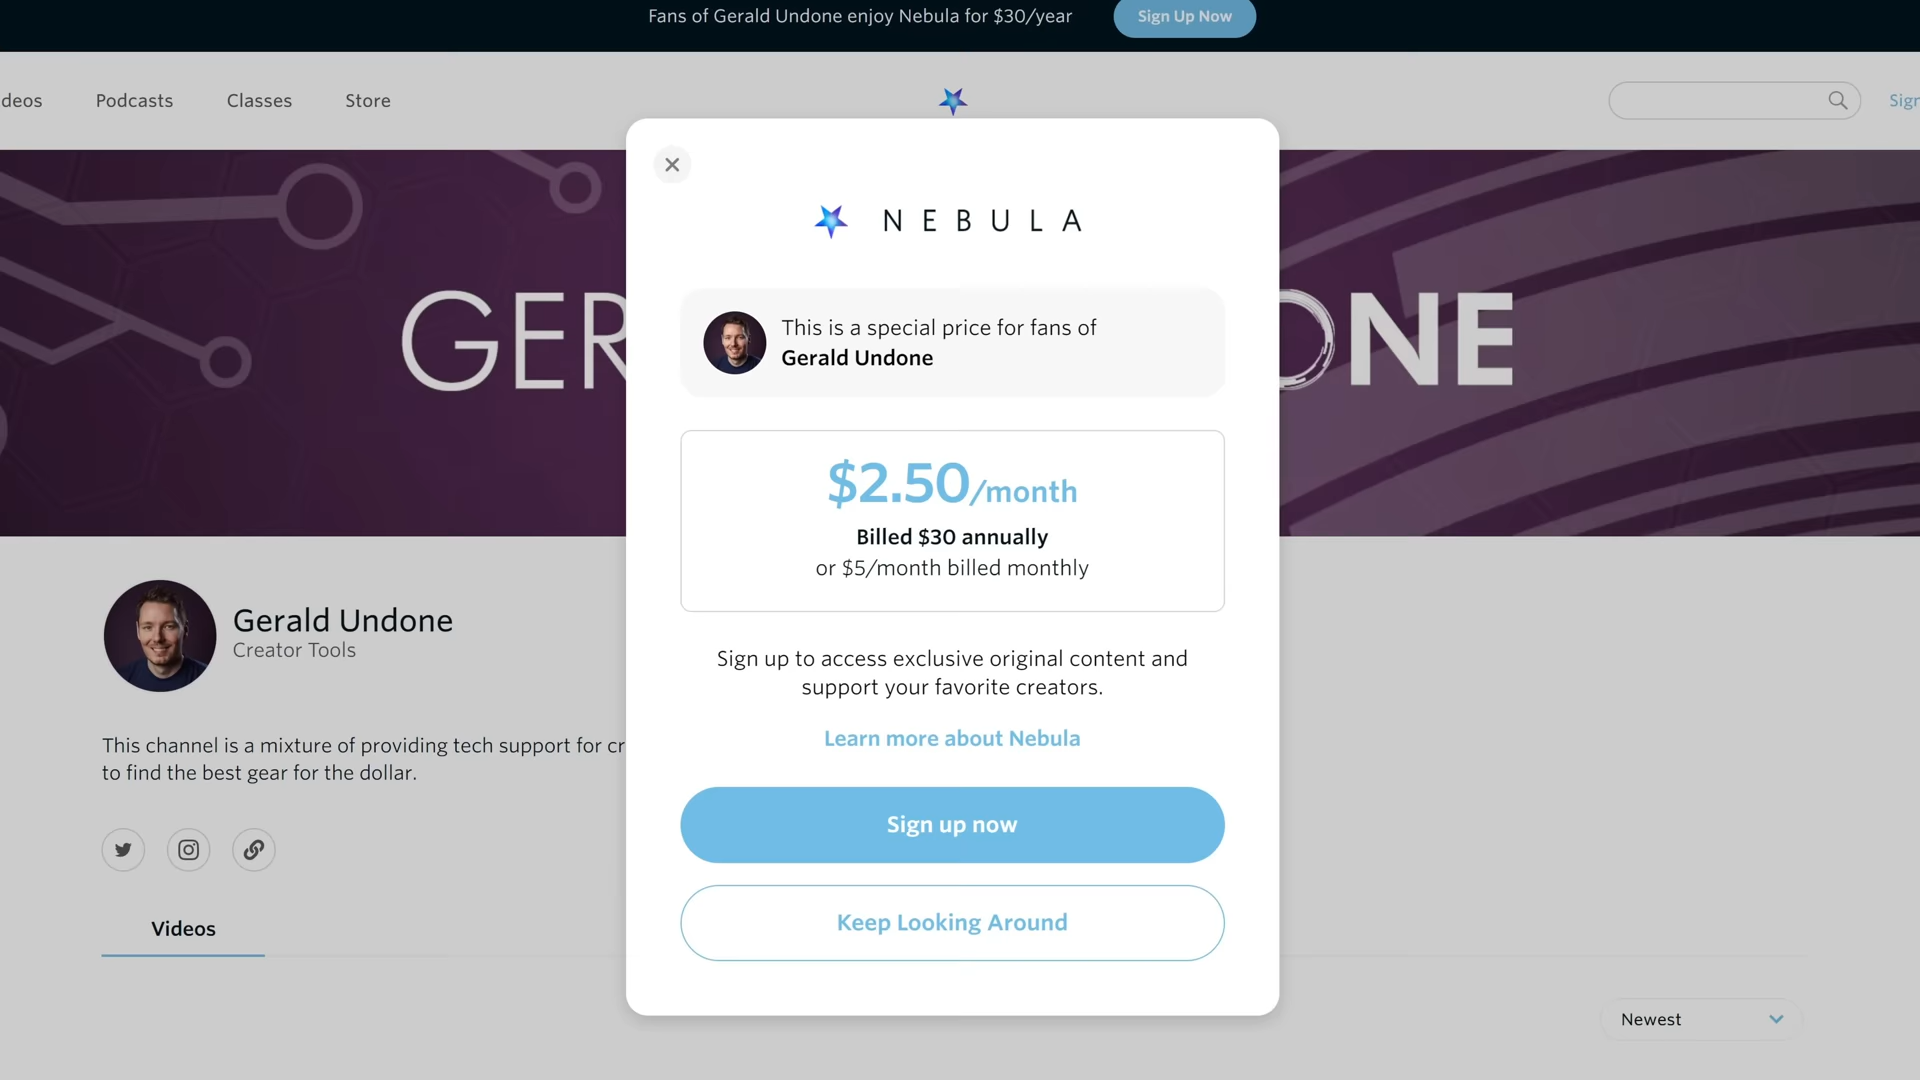 Fans of Gerald Undone enjoy Nebula for $30/year
Sign Up Now
deos
Podcasts
Classes
Store
Sign
NEBULA
This is a special price for fans of
Gerald Undone
GER
ONE
$2.50/month
Billed $30 annually
or $5/month billed monthly
Gerald Undone
Creator Tools
Sign up to access exclusive original content and
support your favorite creators.
This channel is a mixture of providing tech support for cr
to find the best gear for the dollar.
Learn more about Nebula
Sign up now
Keep Looking Around
Videos
Newest